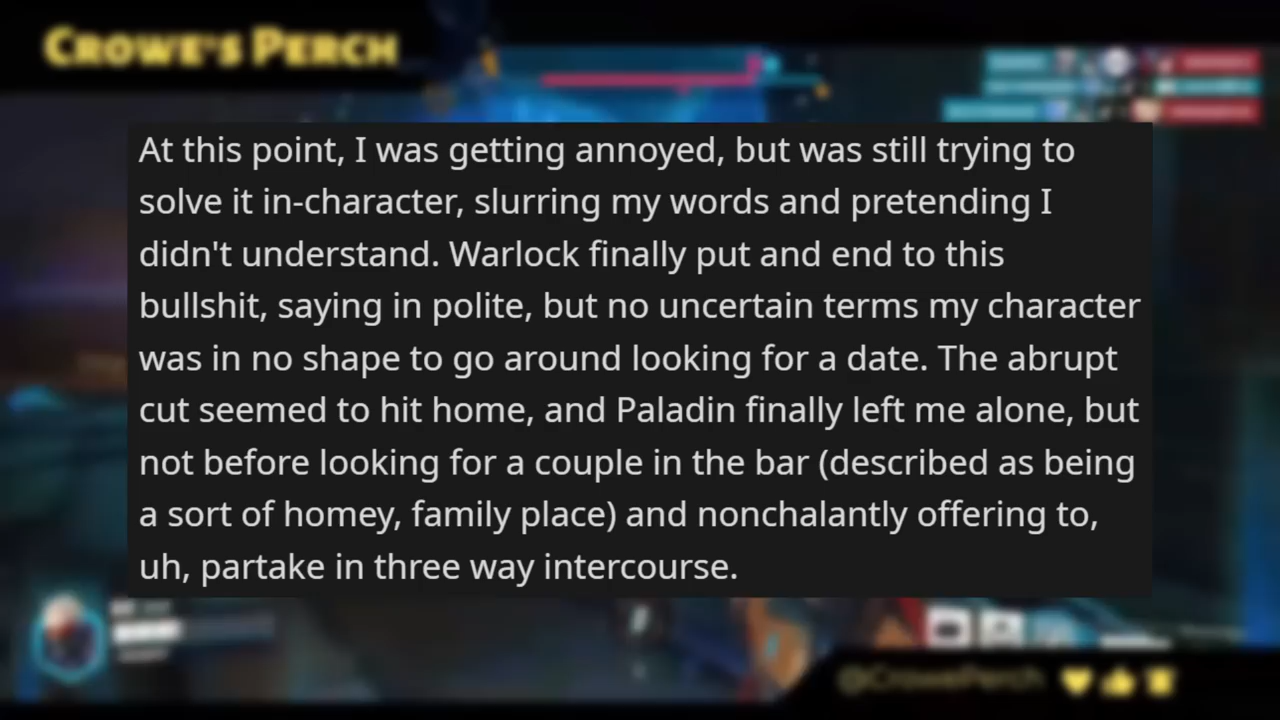 CROWE'S PERCH
At this point, I was getting annoyed, but was still trying to
solve it in-character, slurring my words and pretending I
didn't understand. Warlock finally put and end to this
bullshit, saying in polite, but no uncertain terms my character
was in no shape to go around looking for a date. The abrupt
cut seemed to hit home, and Paladin finally left me alone, but
not before looking for a couple in the bar (described as being
a sort of homey, family place) and nonchalantly offering to,
uh, partake in three way intercourse.
@CrowePerch